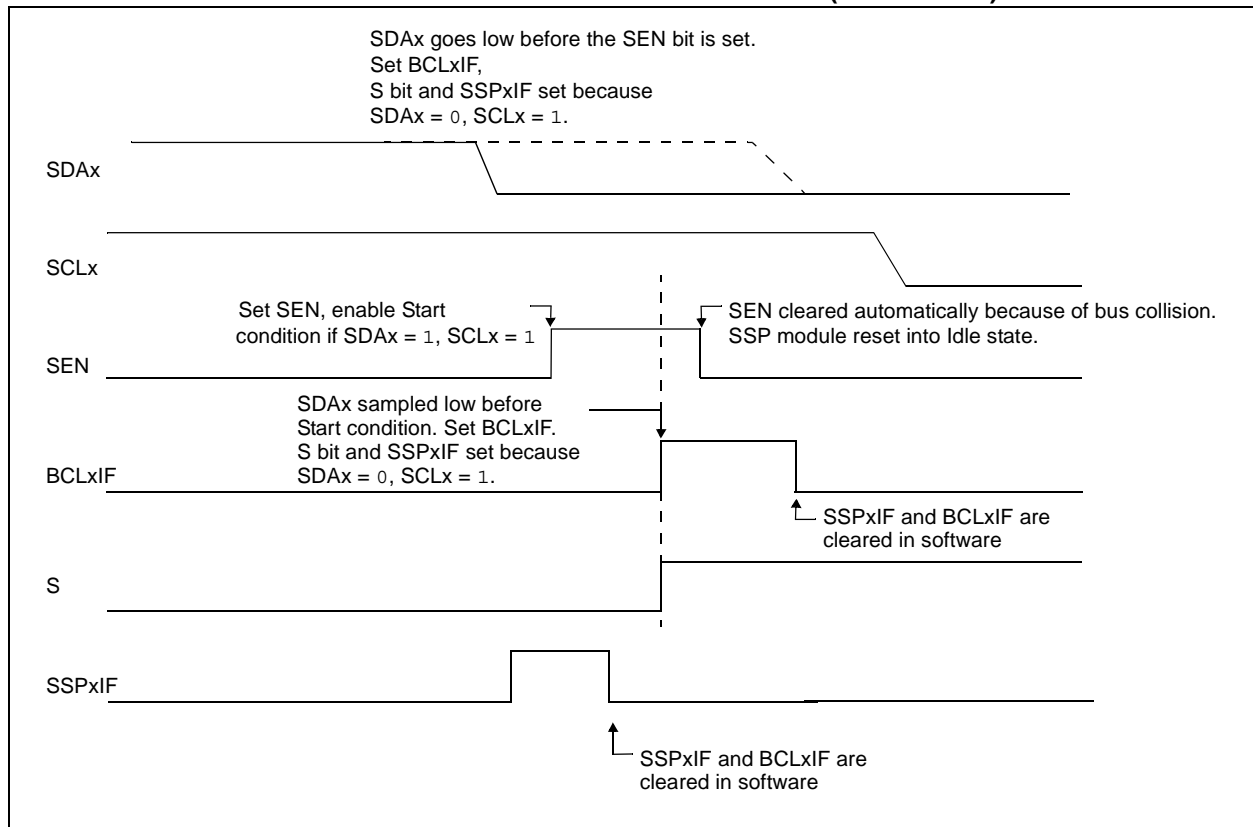 SDAx goes low before the SEN bit is set.
Set BCLxIF,
S bit and SSPxIF set because
SDAx = 0, SCLx = 1.
SDAx
SCLx
Set SEN, enable Start
condition if SDAx = 1, SCLx = 1
SEN cleared automatically because of bus collision.
SSP module reset into Idle state.
SEN
SDAx sampled low before
Start condition. Set BCLxIF.
S bit and SSPxIF set because
SDAx = 0, SCLx = 1.
BCLxIF
SSPxIF and BCLxIF are
cleared in software
S
SSPxIF
SSPxIF and BCLxIF are
cleared in software